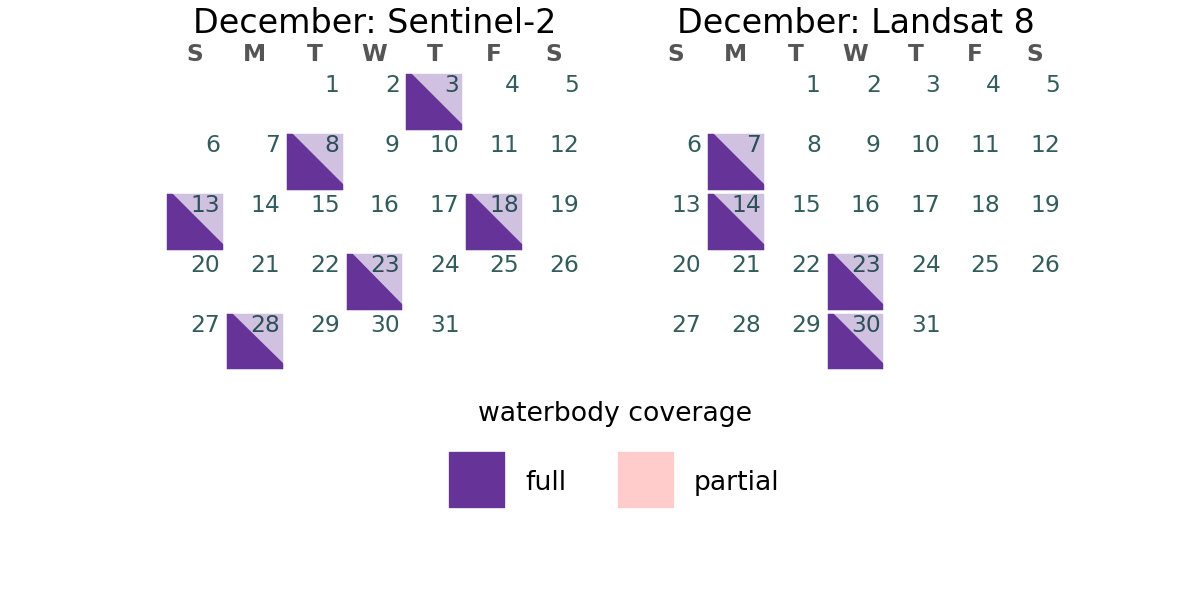 December: Sentinel-2
S M T W T F S
1 2 3 4 5
6 7 8 9 10 11 12
13 14 15 16 17 18 19
20 21 22 23 24 25 26
27 28 29 30 31
December: Landsat 8
S M T W T F S
1 2 3 4 5
6 7 8 9 10 11 12
13 14 15 16 17 18 19
20 21 22 23 24 25 26
27 28 29 30 31
waterbody coverage
full partial